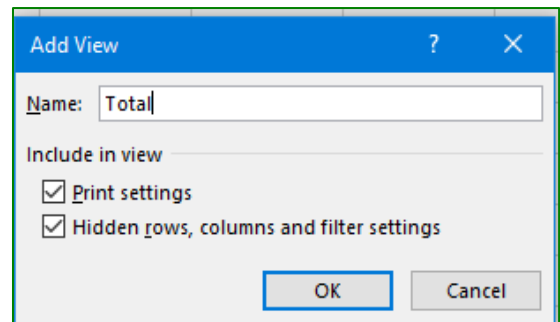 Add View ? ×
Name: Total
Include in view
Print settings
Hidden rows, columns and filter settings
OK Cancel